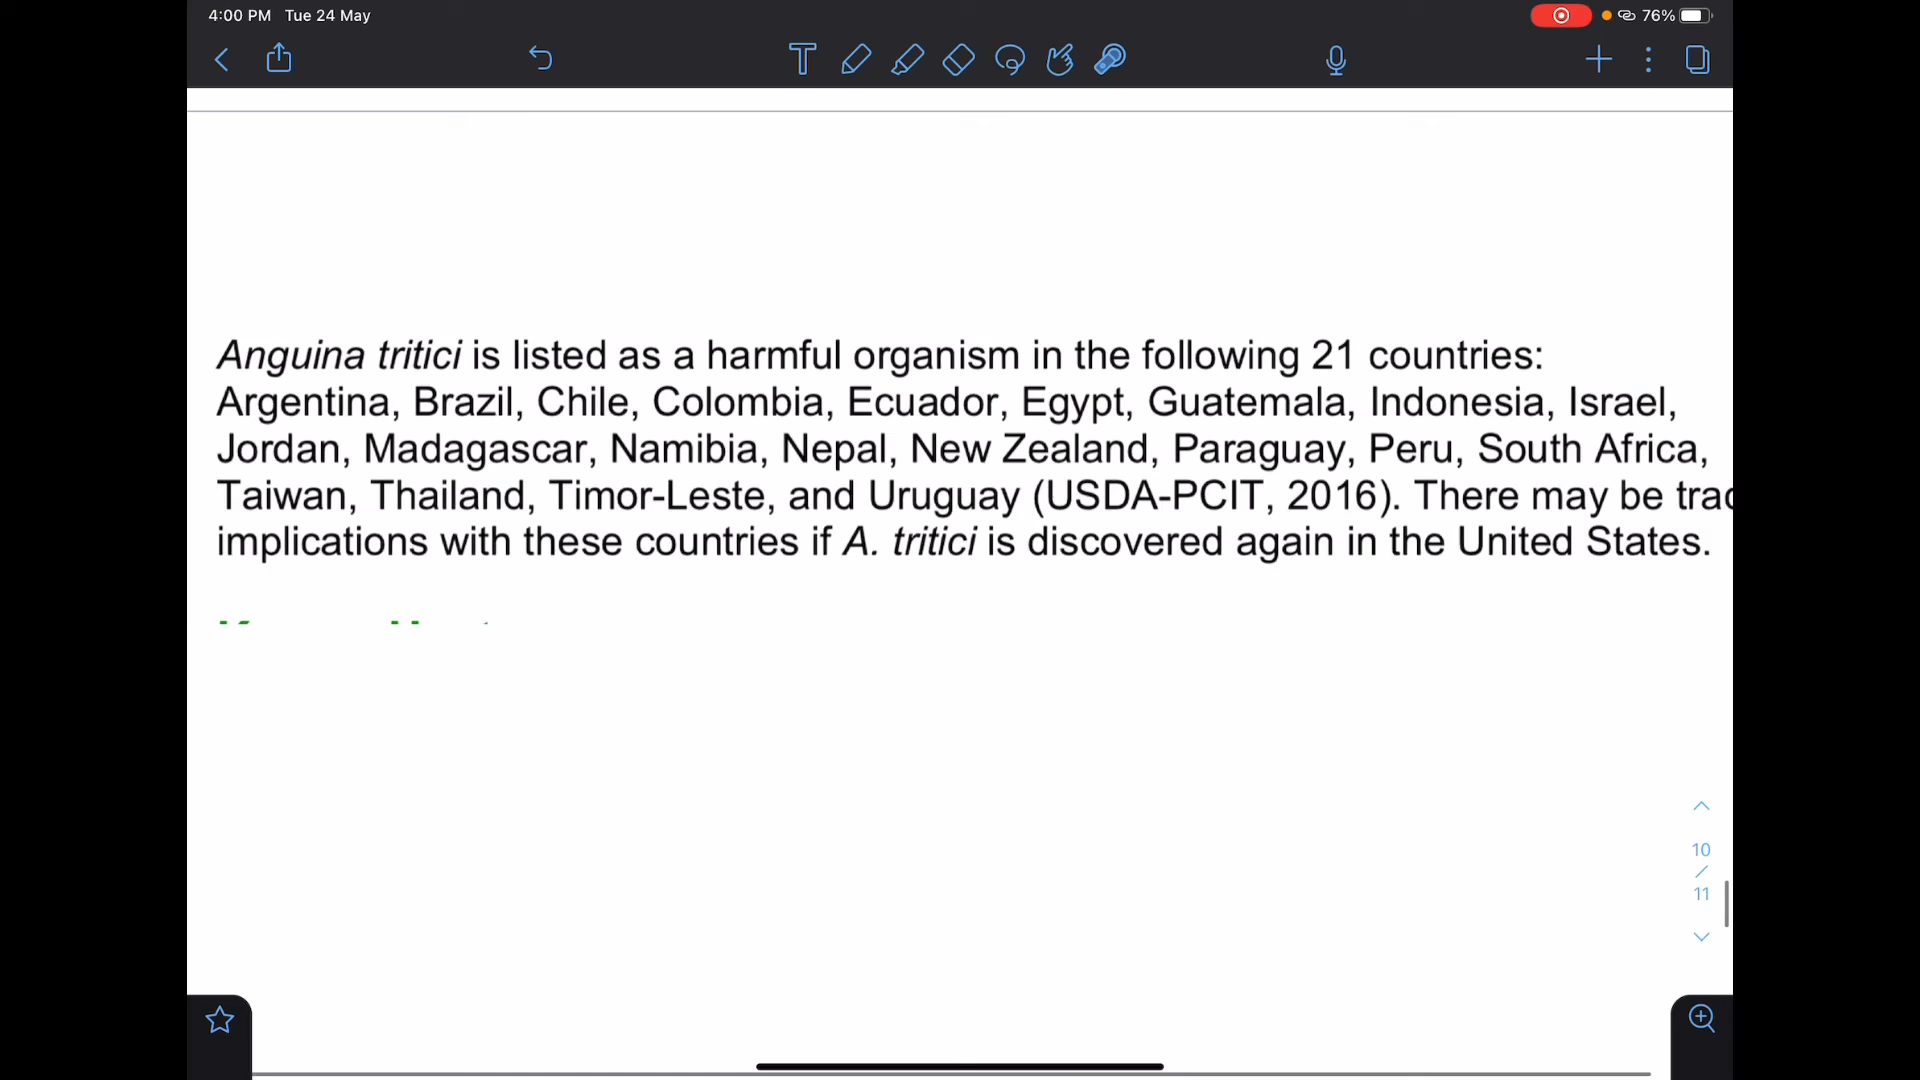 4:00 PM Tue 24 May
76%
Anguina tritici is listed as a harmful organism in the following 21 countries:
Argentina, Brazil, Chile, Colombia, Ecuador, Egypt, Guatemala, Indonesia, Israel,
Jordan, Madagascar, Namibia, Nepal, New Zealand, Paraguay, Peru, South Africa,
Taiwan, Thailand, Timor-Leste, and Uruguay (USDA-PCIT, 2016). There may be
implications with these countries if A. tritici is discovered again in the United States.
10
/
11